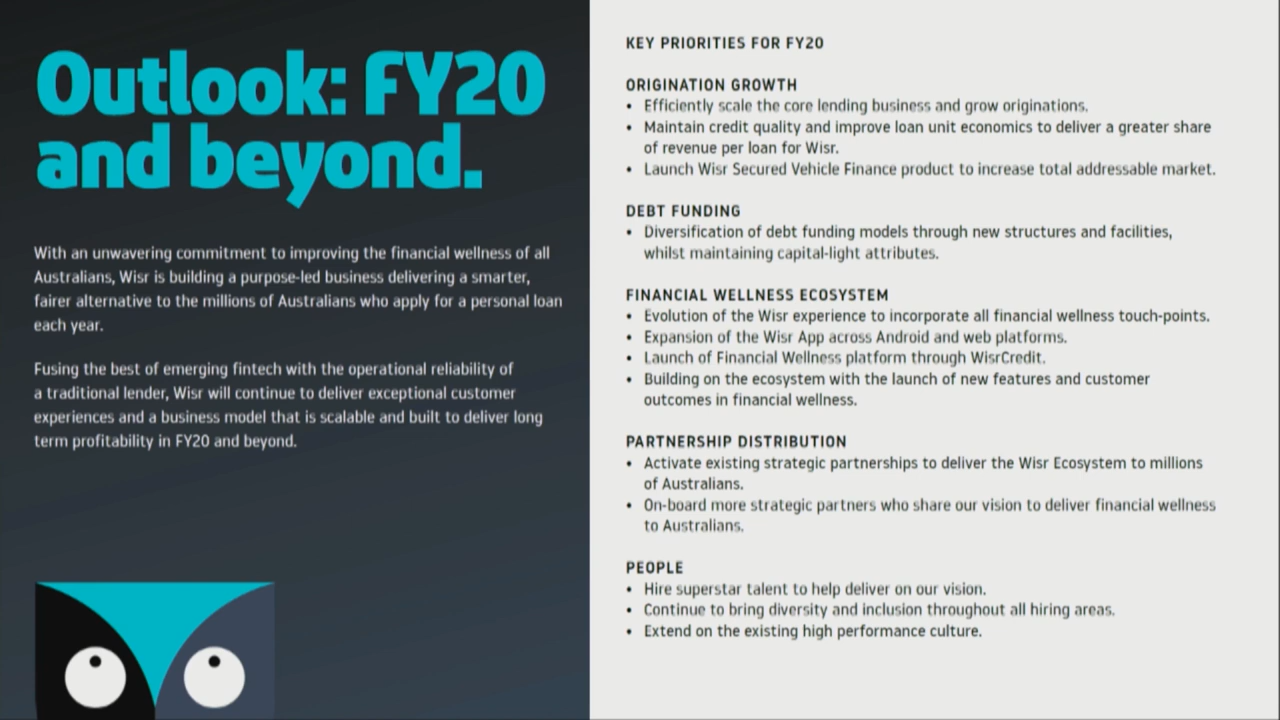 Outlook: FY20
and beyond.
With an unwavering commitment to improving the financial wellness of all
Australians, Wisr is building a purpose-led business delivering a smarter,
fairer alternative to the millions of Australians who apply for a personal loan
each year.
Fusing the best of emerging fintech with the operational reliability of
a traditional lender, Wisr will continue to deliver exceptional customer
experiences and a business model that is scalable and built to deliver long
term profitability in FY20 and beyond.
KEY PRIORITIES FOR FY20
ORIGINATION GROWTH
• Efficiently scale the core lending business and grow originations.
• Maintain credit quality and improve loan unit economics to deliver a greater share
of revenue per loan for Wisr.
• Launch Wisr Secured Vehicle Finance product to increase total addressable market.
DEBT FUNDING
• Diversification of debt funding models through new structures and facilities,
whilst maintaining capital-light attributes.
FINANCIAL WELLNESS ECOSYSTEM
• Evolution of the Wisr experience to incorporate all financial wellness touch-points.
• Expansion of the Wisr App across Android and web platforms.
• Launch of Financial Wellness platform through WisrCredit.
• Building on the ecosystem with the launch of new features and customer
outcomes in financial wellness.
PARTNERSHIP DISTRIBUTION
• Activate existing strategic partnerships to deliver the Wisr Ecosystem to millions
of Australians.
• On-board more strategic partners who share our vision to deliver financial wellness
to Australians.
PEOPLE
• Hire superstar talent to help deliver on our vision.
• Continue to bring diversity and inclusion throughout all hiring areas.
• Extend on the existing high performance culture.